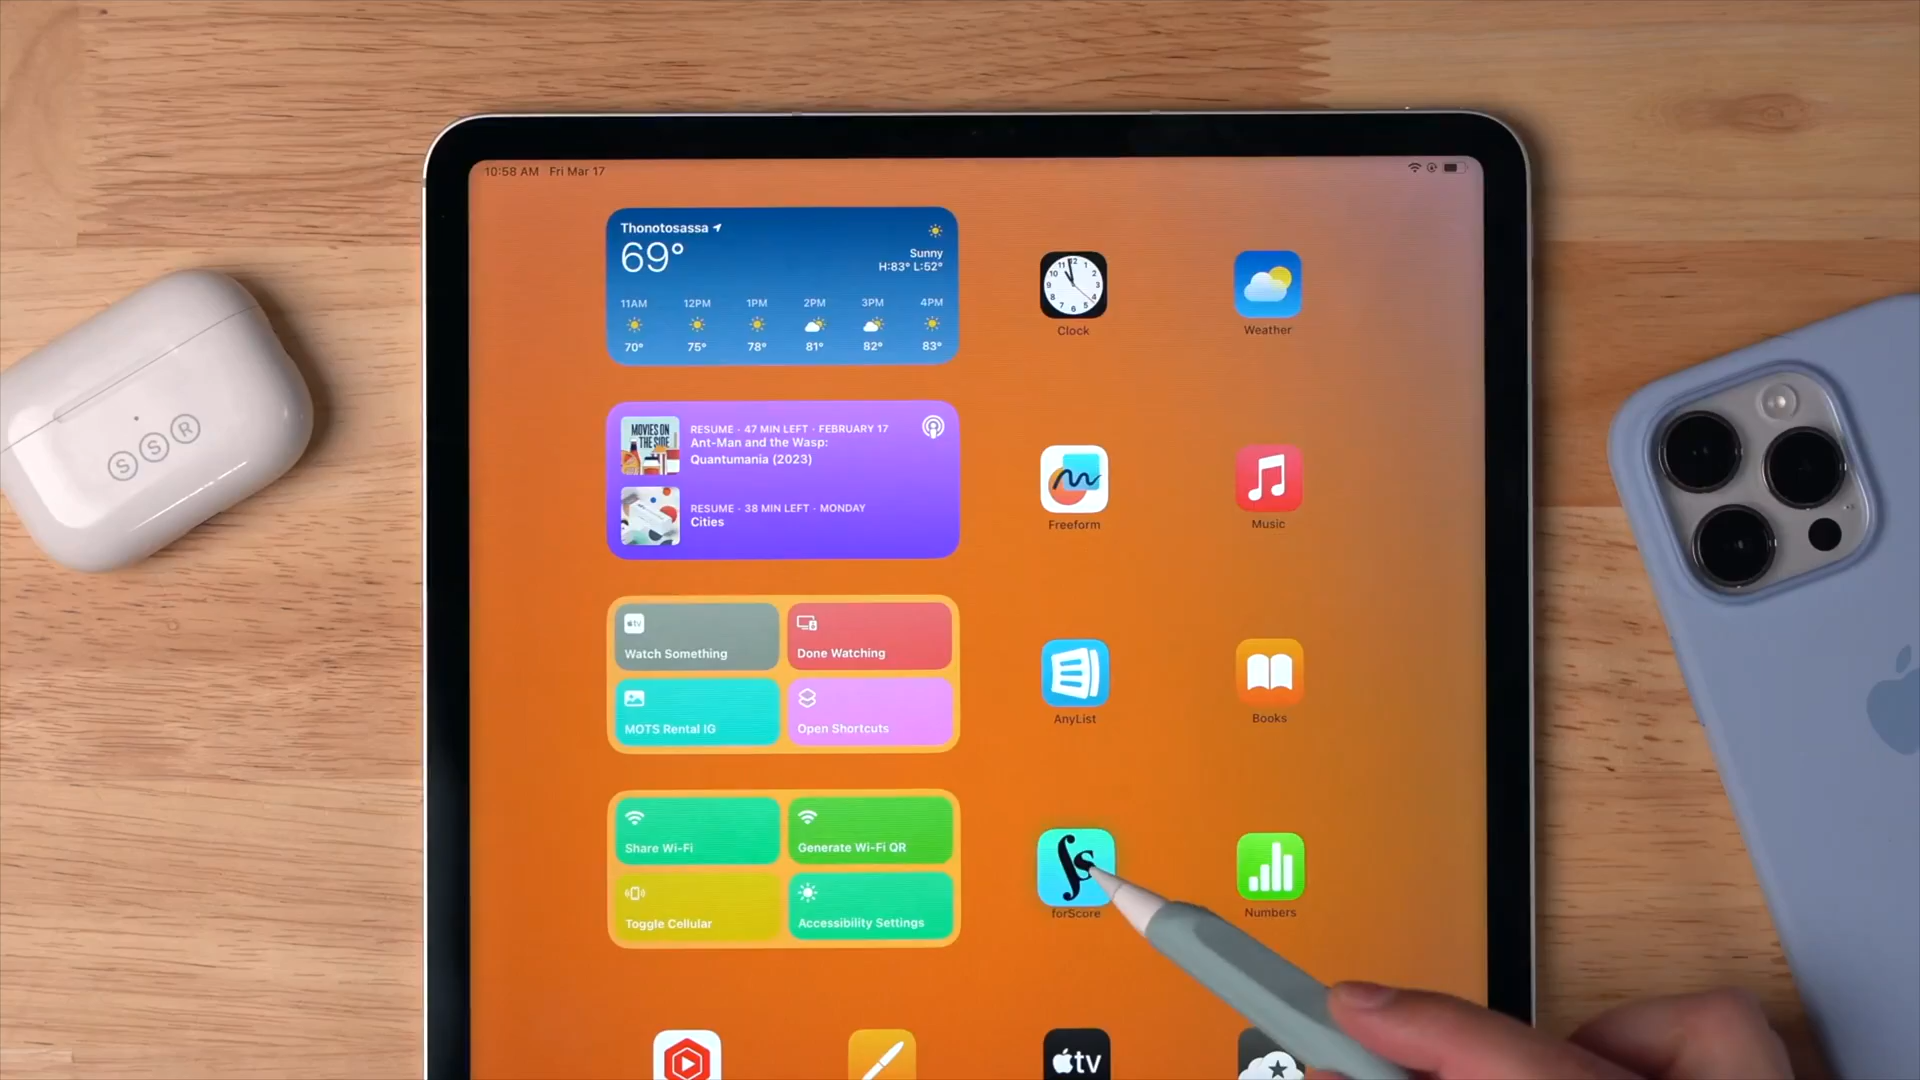 10:58 AM Fri Mar 17
Thonotosassa
69°
Sunny
H:83° L:52°
11AM 12PM 1PM 2PM 3PM 4PM
70° 75° 78° 81° 82° 83°
Clock
Weather
MOVIES ON
THE SIDE
RESUME · 47 MIN LEFT · FEBRUARY 17
Ant-Man and the Wasp:
Quantumania (2023)
RESUME · 38 MIN LEFT · MONDAY
Cities
Freeform
Music
S S R
tv
Watch Something
Done Watching
MOTS Rental IG
Open Shortcuts
AnyList
Books
Share Wi-Fi
Generate Wi-Fi QR
Toggle Cellular
Accessibility Settings
fs
forScore
Numbers
tv